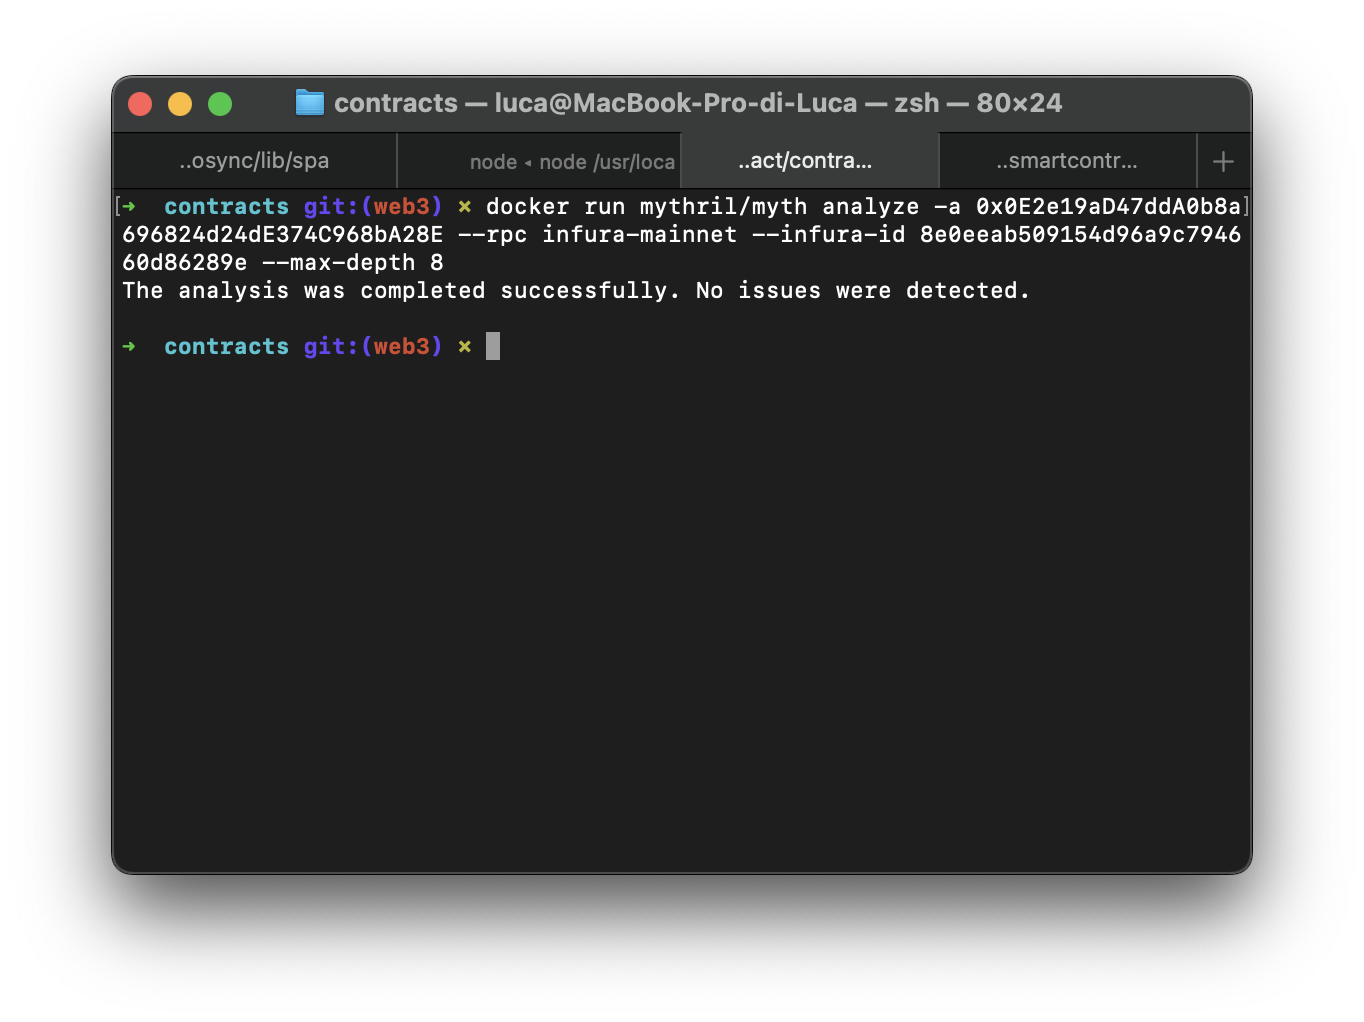 contracts — luca@MacBook-Pro-di-Luca — zsh — 80×24
..osync/lib/spa
node ◂ node /usr/loca
..act/contra...
..smartcontr...
+
[➜  contracts git:(web3) ✗ docker run mythril/myth analyze -a 0x0E2e19aD47ddA0b8a]
696824d24dE374C968bA28E --rpc infura-mainnet --infura-id 8e0eeab509154d96a9c7946
60d86289e --max-depth 8
The analysis was completed successfully. No issues were detected.
➜  contracts git:(web3) ✗